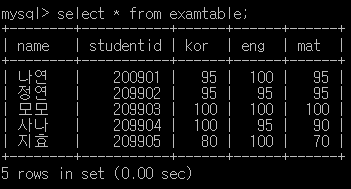 mysql> select * from examtable;
+------+-----------+------+------+------+
| name | studentid | kor | eng | mat |
+------+-----------+------+------+------+
| 나연 | 200901 | 95 | 100 | 95 |
| 정연 | 209902 | 95 | 95 | 95 |
| 모모 | 209903 | 100 | 100 | 100 |
| 사나 | 209904 | 100 | 95 | 90 |
| 지효 | 209905 | 80 | 100 | 70 |
+------+-----------+------+------+------+
5 rows in set (0.00 sec)